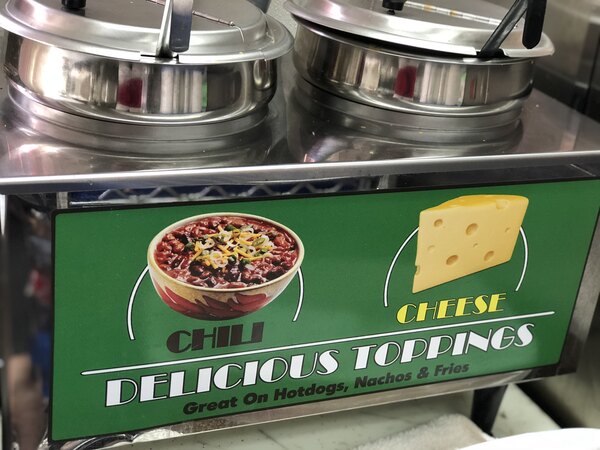 CHILI
CHEESE
DELICIOUS TOPPINGS
Great On Hotdogs, Nachos & Fries